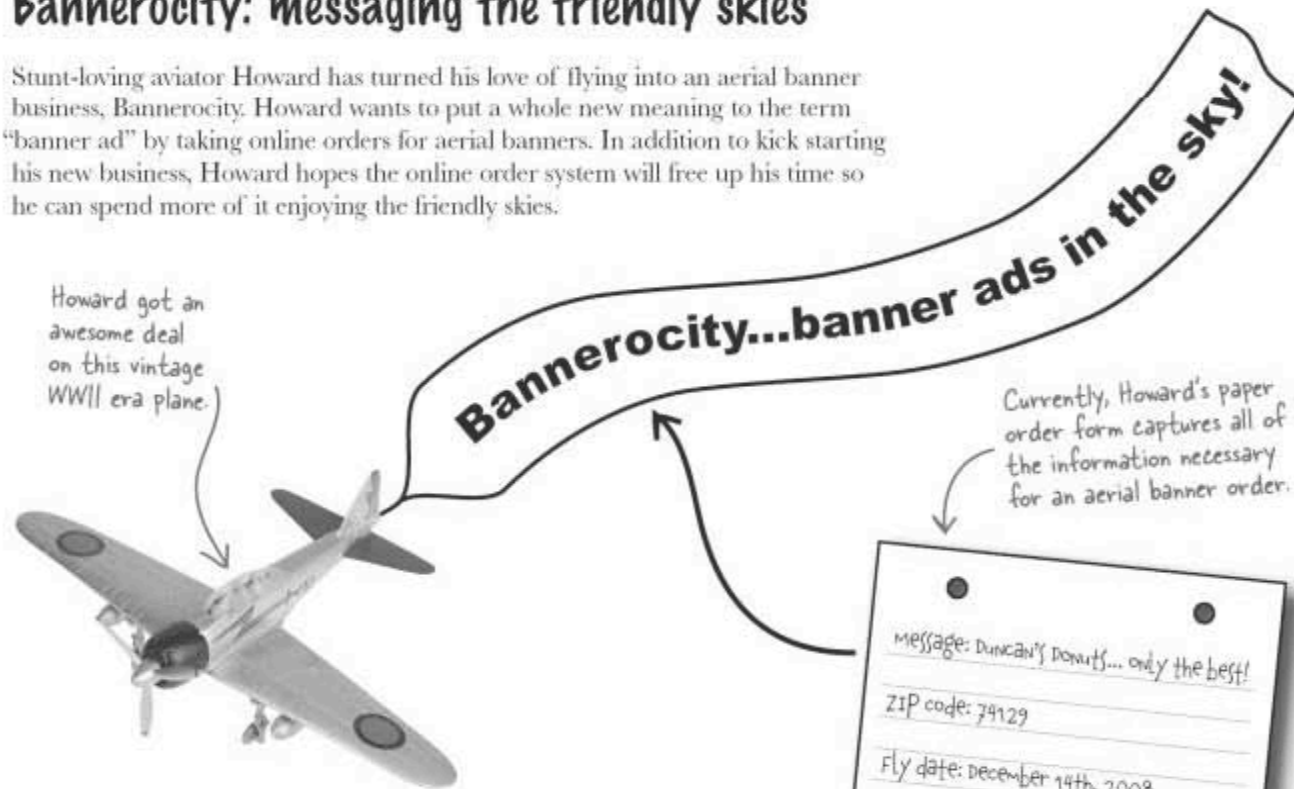 Bannerocity: messaging the friendly skies
Stunt-loving aviator Howard has turned his love of flying into an aerial banner
business, Bannerocity. Howard wants to put a whole new meaning to the term
“banner ad” by taking online orders for aerial banners. In addition to kick starting
his new business, Howard hopes the online order system will free up his time so
he can spend more of it enjoying the friendly skies.
Bannerocity...banner ads in the sky!
Howard got an
awesome deal
on this vintage
WWII era plane.
Currently, Howard's paper
order form captures all of
the information necessary
for an aerial banner order.
Message: Duncan's Donuts... only the best!
ZIP code: 74129
Fly date: December 14th, 2008